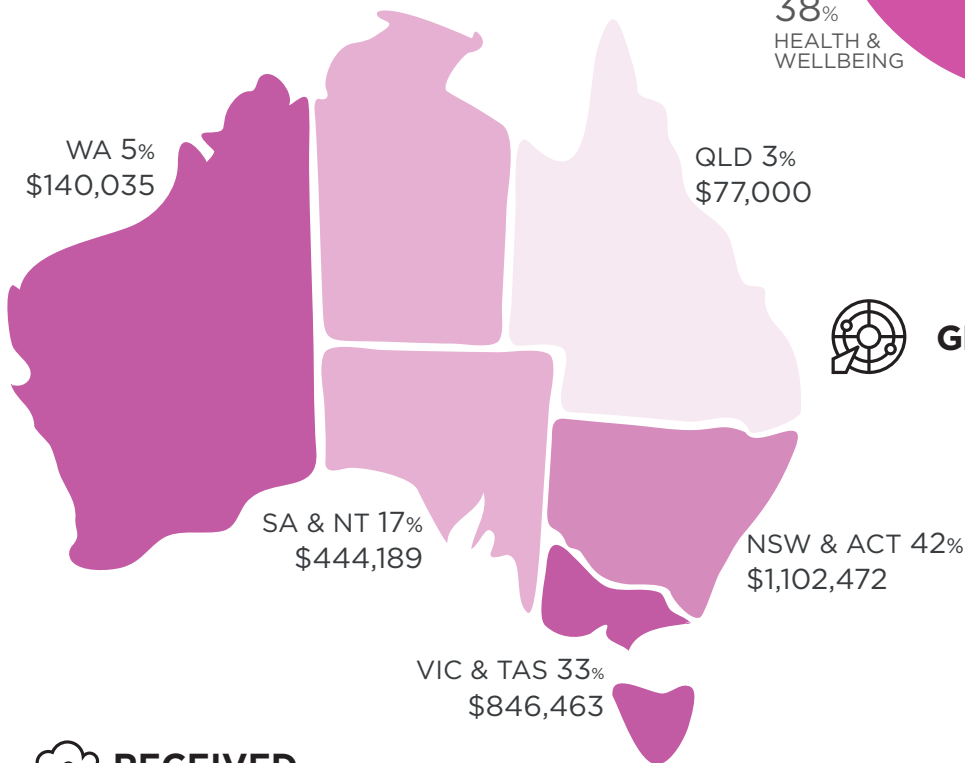 38%
HEALTH &
WELLBEING
WA 5%
$140,035
QLD 3%
$77,000
SA & NT 17%
$444,189
NSW & ACT 42%
$1,102,472
VIC & TAS 33%
$846,463
RECEIVED